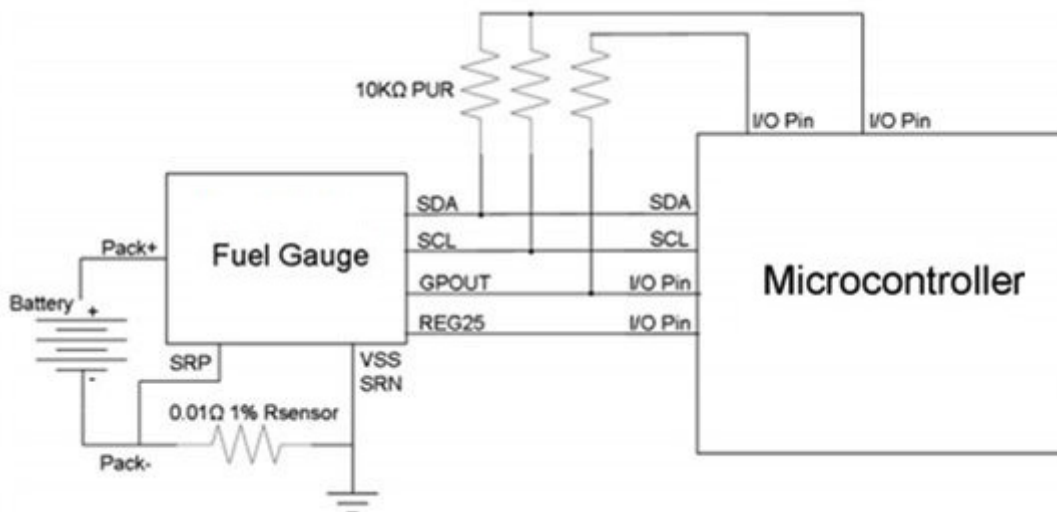 10KΩ PUR
I/O Pin
I/O Pin
SDA
SDA
Pack+
Fuel Gauge
SCL
SCL
Microcontroller
GPOUT
I/O Pin
Battery
+
REG25
I/O Pin
-
SRP
VSS
SRN
0.01Ω 1% Rsensor
Pack-